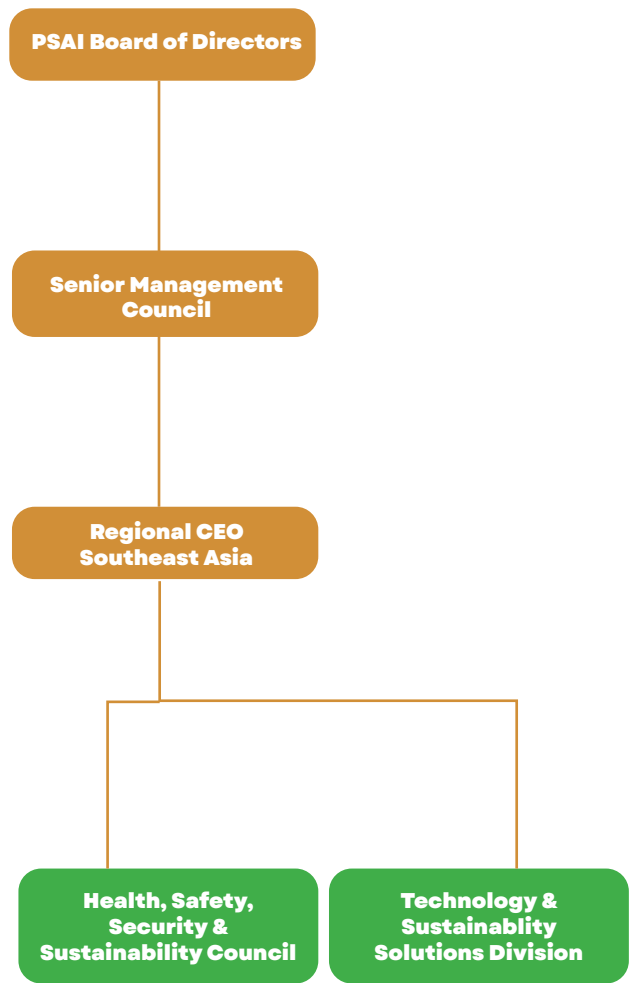 PSAI Board of Directors
Senior Management
Council
Regional CEO
Southeast Asia
Health, Safety,
Security &
Sustainability Council
Technology &
Sustainablity
Solutions Division